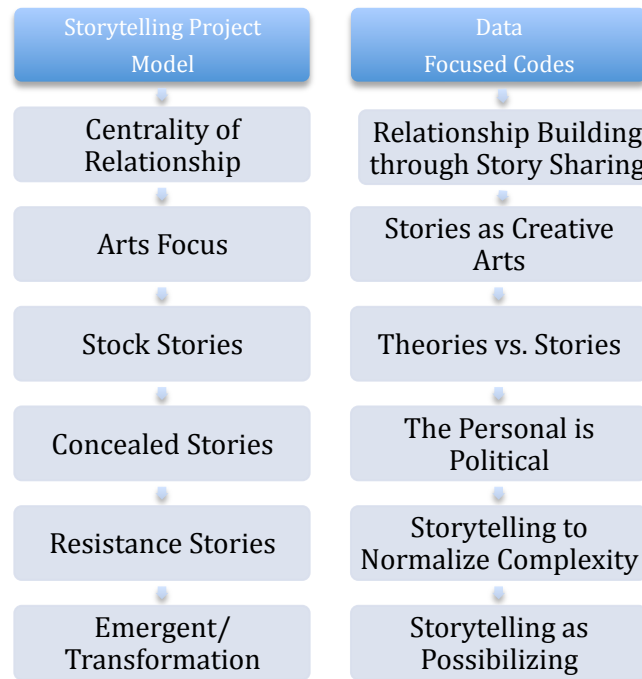 Storytelling Project
Model
Centrality of
Relationship
Arts Focus
Stock Stories
Concealed Stories
Resistance Stories
Emergent/
Transformation
Data
Focused Codes
Relationship Building
through Story Sharing
Stories as Creative
Arts
Theories vs. Stories
The Personal is
Political
Storytelling to
Normalize Complexity
Storytelling as
Possibilizing